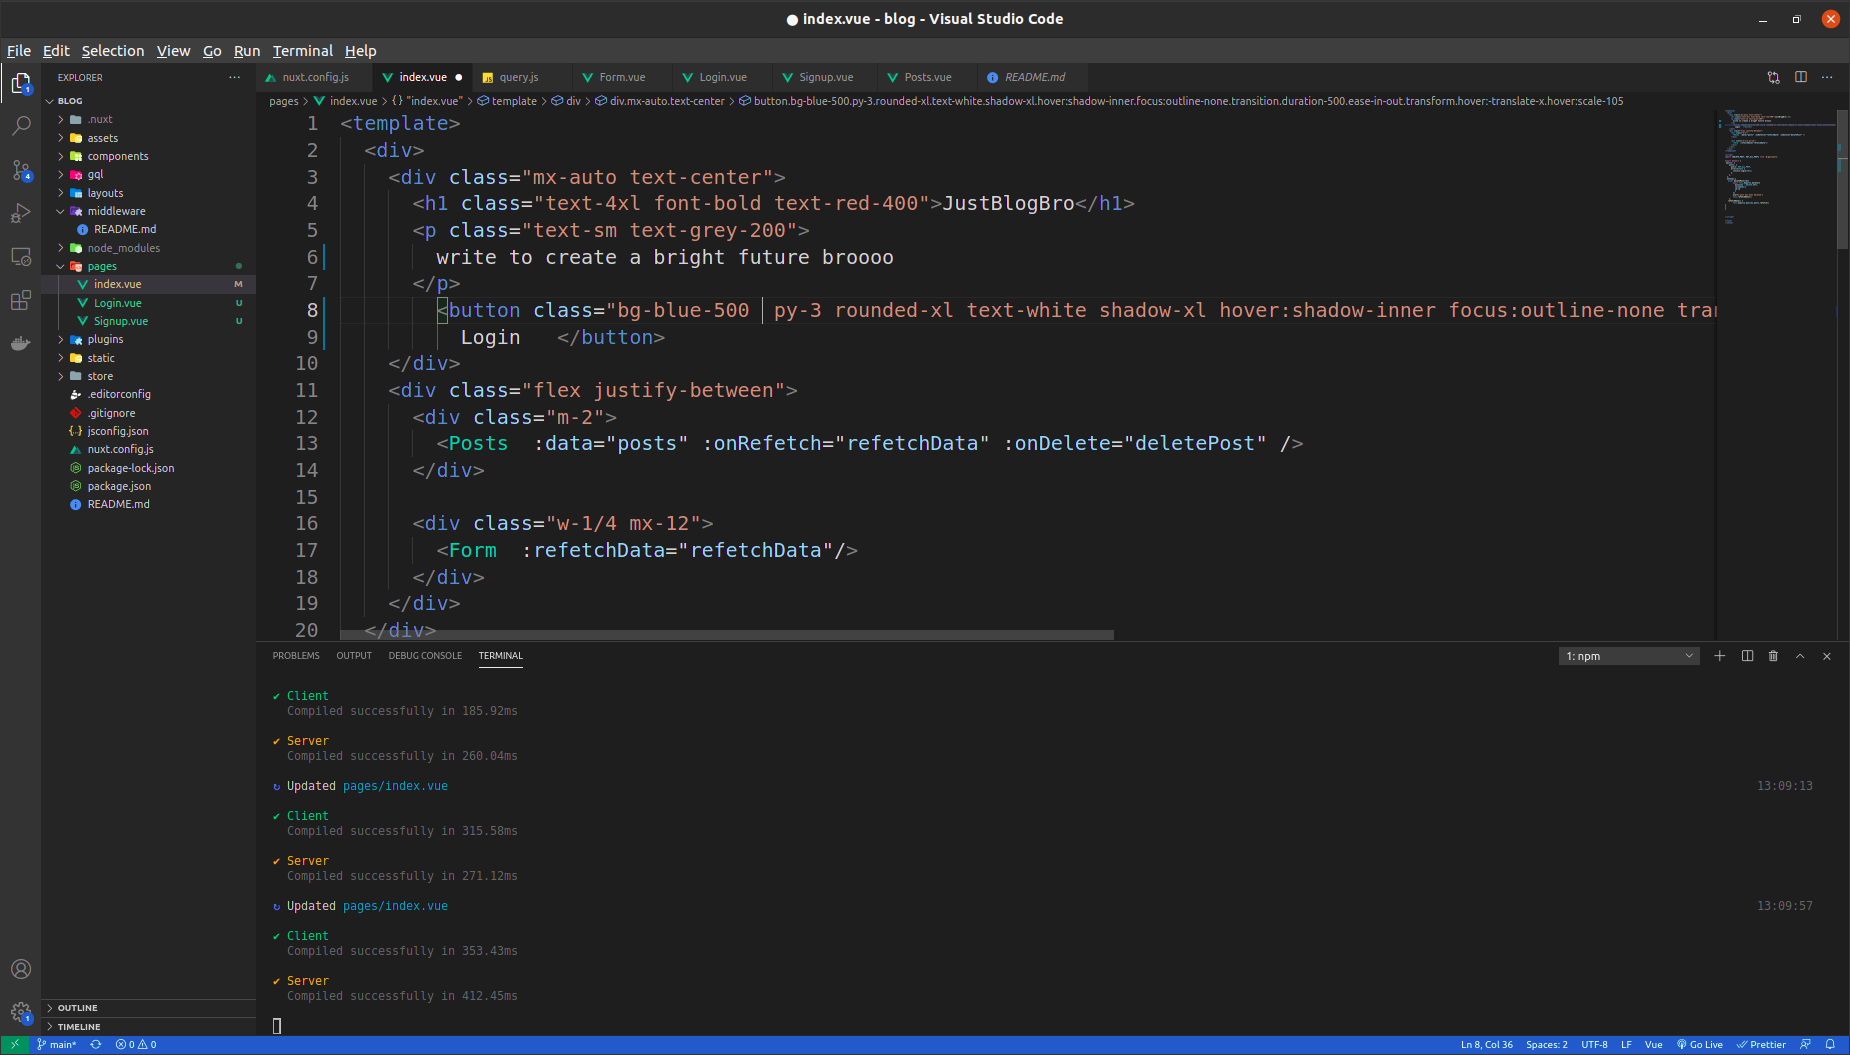 ● index.vue - blog - Visual Studio Code
File Edit Selection View Go Run Terminal Help
EXPLORER
nuxt.config.js index.vue ● query.js Form.vue Login.vue Signup.vue Posts.vue README.md
pages > index.vue > {} "index.vue" > template > div > div.mx-auto.text-center > button.bg-blue-500.py-3.rounded-xl.text-white.shadow-xl.hover:shadow-inner.focus:outline-none.transition.duration-500.ease-in-out.transform.hover:-translate-x.hover:scale-105
BLOG
.nuxt
assets
components
gql
layouts
middleware
README.md
node_modules
pages
index.vue M
Login.vue U
Signup.vue U
plugins
static
store
.editorconfig
.gitignore
jsconfig.json
nuxt.config.js
package-lock.json
package.json
README.md
OUTLINE
TIMELINE
1 <template>
2 <div>
3 <div class="mx-auto text-center">
4 <h1 class="text-4xl font-bold text-red-400">JustBlogBro</h1>
5 <p class="text-sm text-grey-200">
6 write to create a bright future broooo
7 </p>
8 <button class="bg-blue-500 py-3 rounded-xl text-white shadow-xl hover:shadow-inner focus:outline-none tra
9 Login </button>
10 </div>
11 <div class="flex justify-between">
12 <div class="m-2">
13 <Posts :data="posts" :onRefetch="refetchData" :onDelete="deletePost" />
14 </div>
15
16 <div class="w-1/4 mx-12">
17 <Form :refetchData="refetchData"/>
18 </div>
19 </div>
20 </div>
PROBLEMS OUTPUT DEBUG CONSOLE TERMINAL 1: npm
✔ Client
Compiled successfully in 185.92ms
✔ Server
Compiled successfully in 260.04ms
↻ Updated pages/index.vue 13:09:13
✔ Client
Compiled successfully in 315.58ms
✔ Server
Compiled successfully in 271.12ms
↻ Updated pages/index.vue 13:09:57
✔ Client
Compiled successfully in 353.43ms
✔ Server
Compiled successfully in 412.45ms
main* 0 0 Ln 8, Col 36 Spaces: 2 UTF-8 LF Vue Go Live Prettier